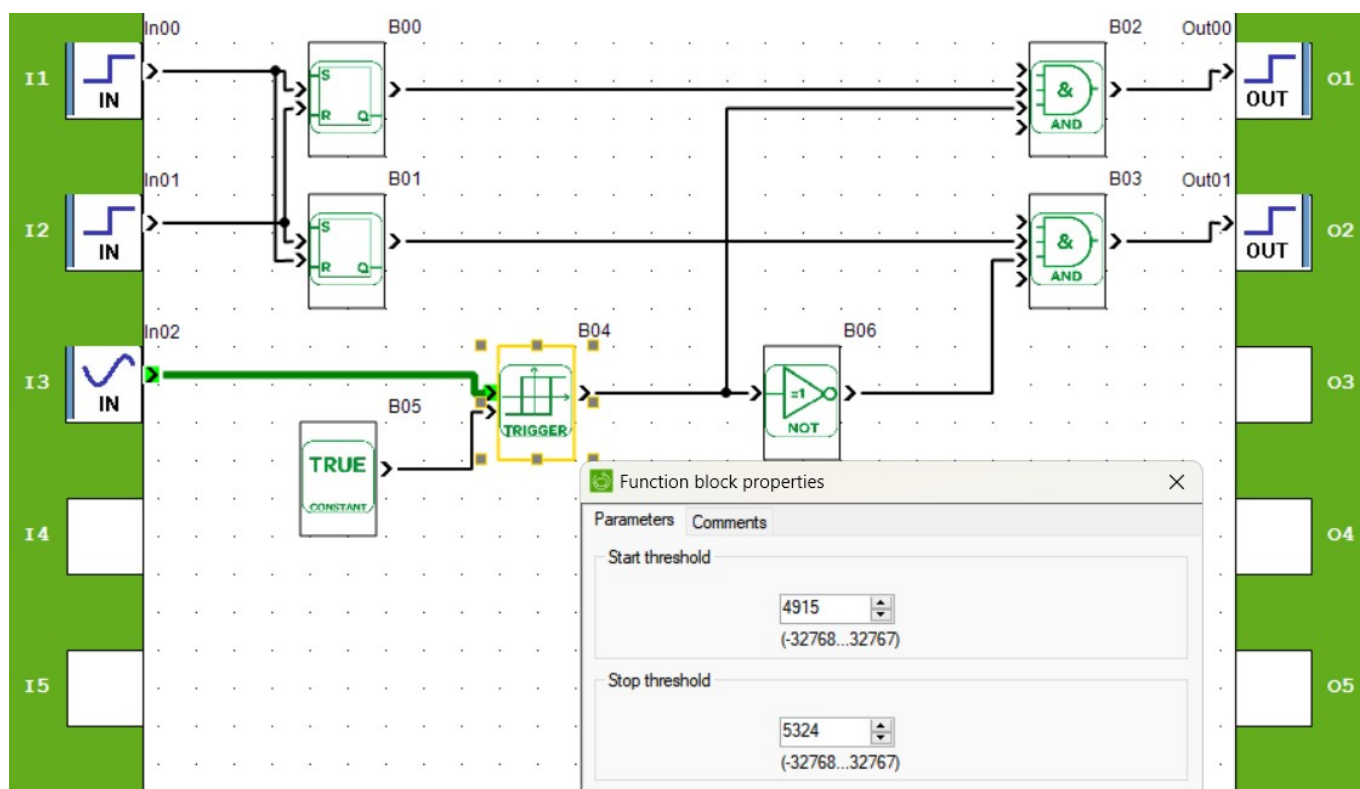 In00 B00 B02 Out00
I1 IN S R Q & AND OUT O1
In01 B01 B03 Out01
I2 IN S R Q & AND OUT O2
In02 B04 B06
I3 IN B05 TRIGGER =1 NOT O3
TRUE
CONSTANT
Function block properties
Parameters Comments
Start threshold
I4 O4
4915
(-32768...32767)
Stop threshold
I5 O5
5324
(-32768...32767)